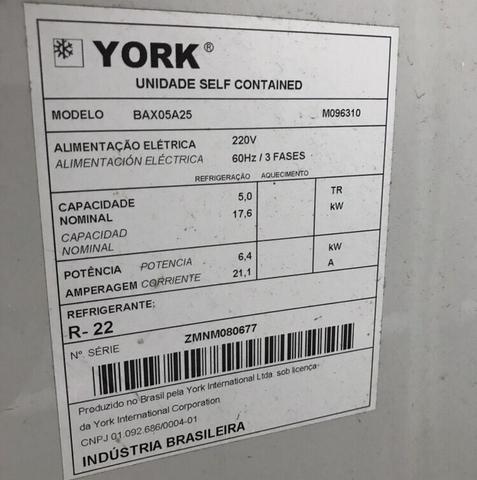 YORK®
UNIDADE SELF CONTAINED
MODELO BAX05A25 M096310
ALIMENTAÇÃO ELÉTRICA 220V
ALIMENTACIÓN ELÉCTRICA 60Hz / 3 FASES
REFRIGERAÇÃO AQUECIMENTO
CAPACIDADE 5,0 TR
NOMINAL 17,6 kW
CAPACIDAD
NOMINAL
POTÊNCIA POTENCIA 6,4 kW
AMPERAGEM CORRIENTE 21,1 A
REFRIGERANTE:
R- 22
Nº. SÉRIE ZMNM080677
Produzido no Brasil pela York International Ltda. sob licença
da York International Corporation
CNPJ 01.092.686/0004-01
INDÚSTRIA BRASILEIRA